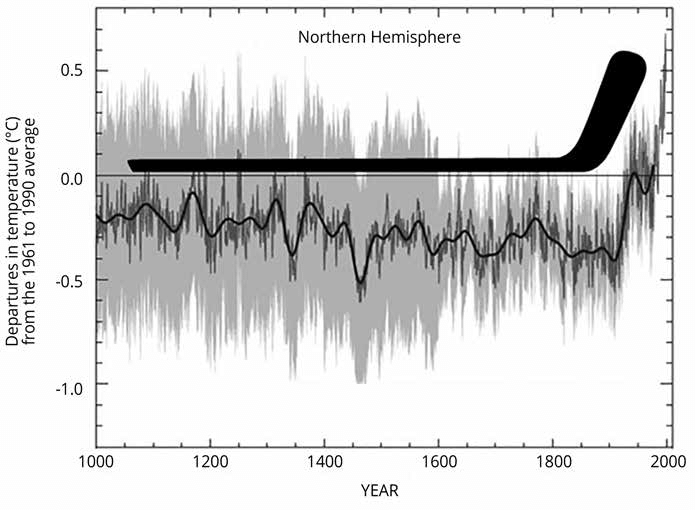 Northern Hemisphere
Departures in temperature (°C)
from the 1961 to 1990 average
0.5
0.0
-0.5
-1.0
1000 1200 1400 1600 1800 2000
YEAR